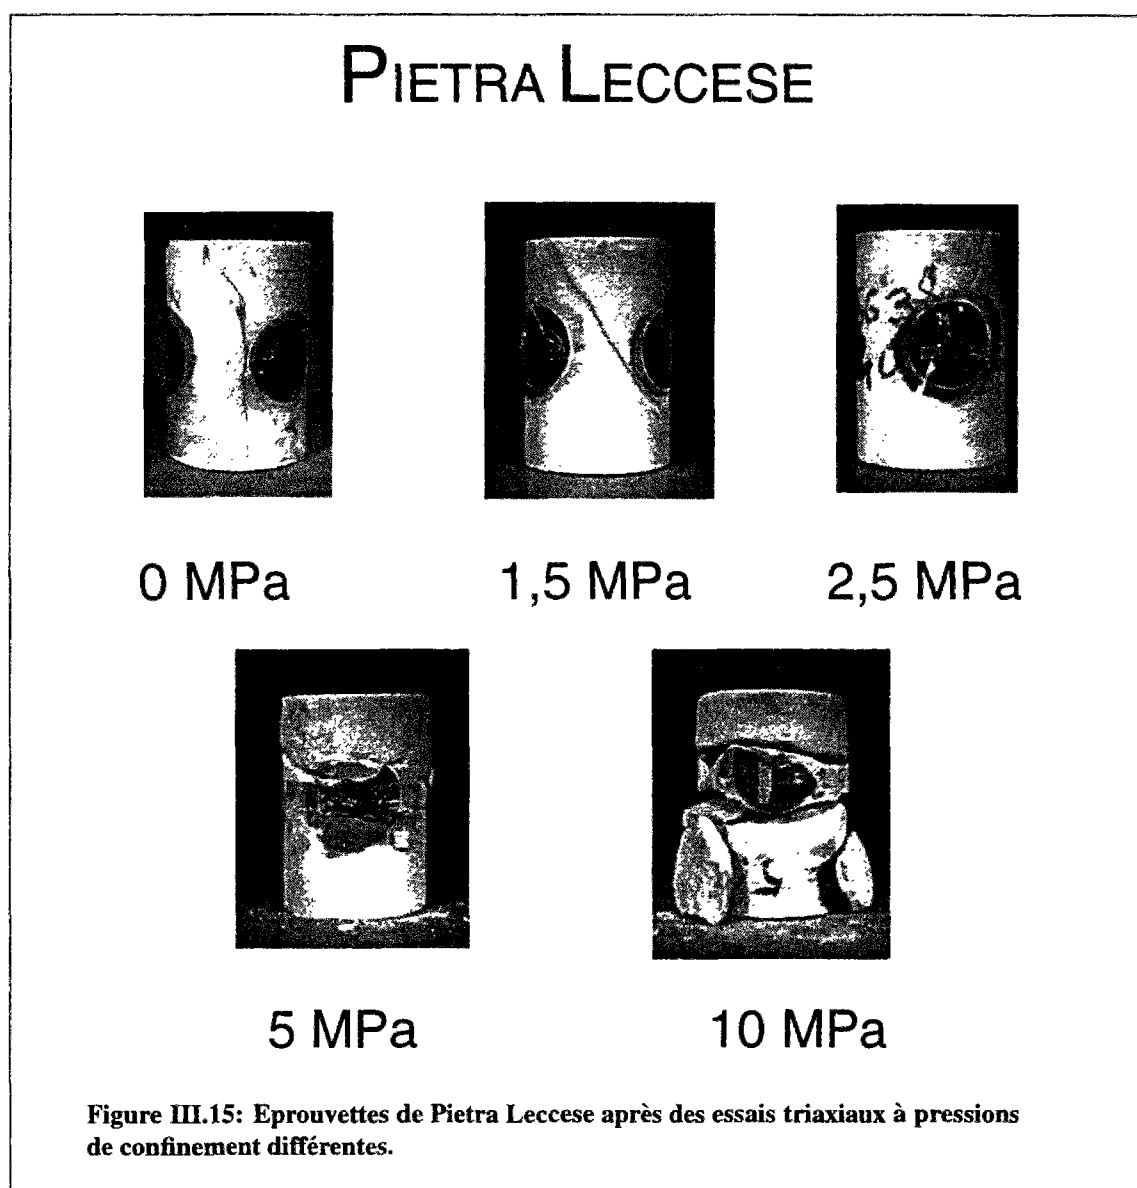 PIETRA LECCESE
0 MPa
1,5 MPa
2,5 MPa
5 MPa
10 MPa
Figure III.15: Eprouvettes de Pietra Leccese après des essais triaxiaux à pressions
de confinement différentes.